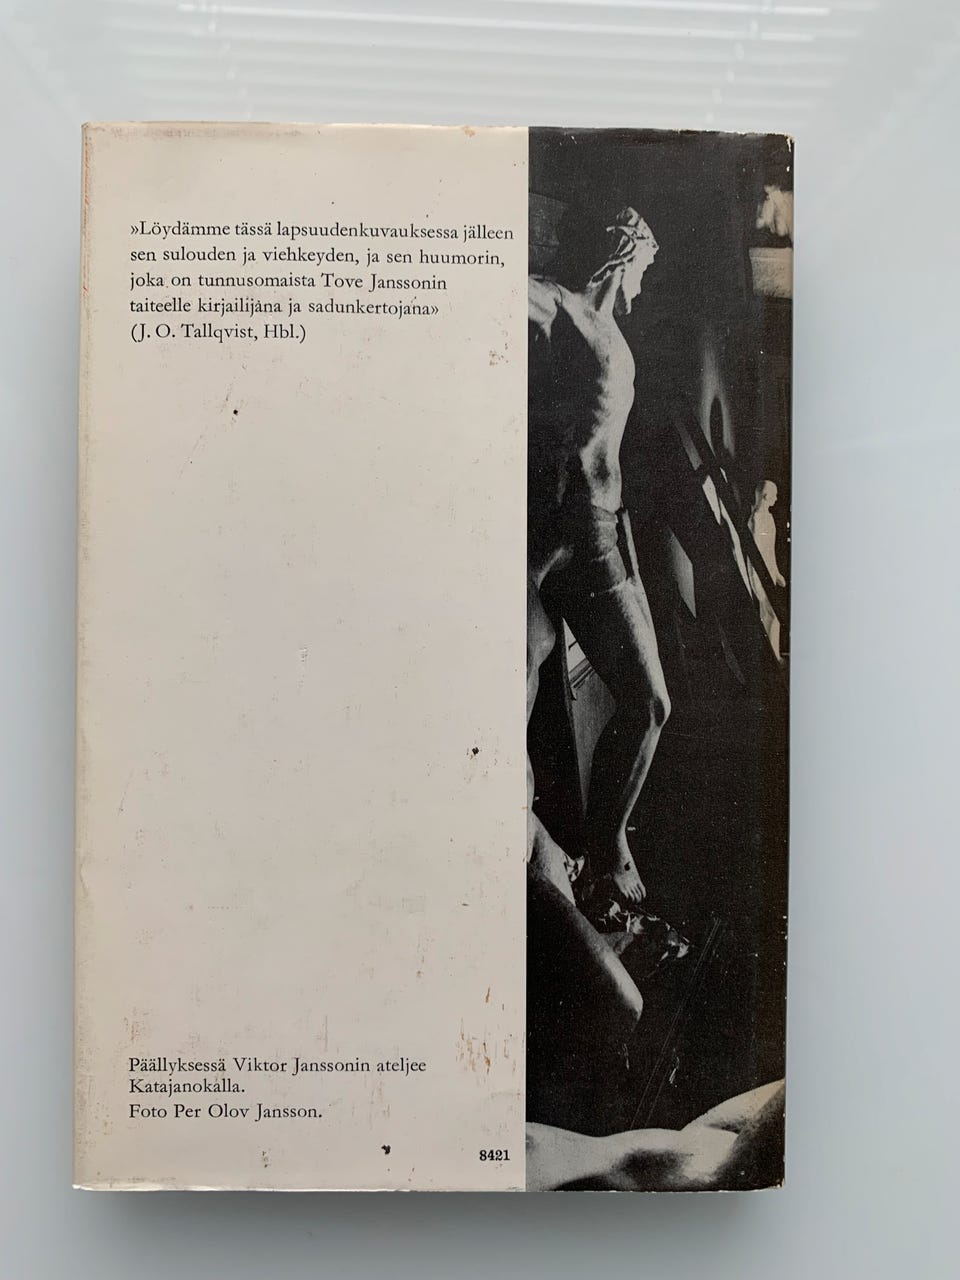 »Löydämme tässä lapsuudenkuvauksessa jälleen
sen sulouden ja viehkeyden, ja sen huumorin,
joka on tunnusomaista Tove Janssonin
taiteelle kirjailijana ja sadunkertojana»
(J. O. Tallqvist, Hbl.)
Päällyksessä Viktor Janssonin ateljee
Katajanokalla.
Foto Per Olov Jansson.
8421